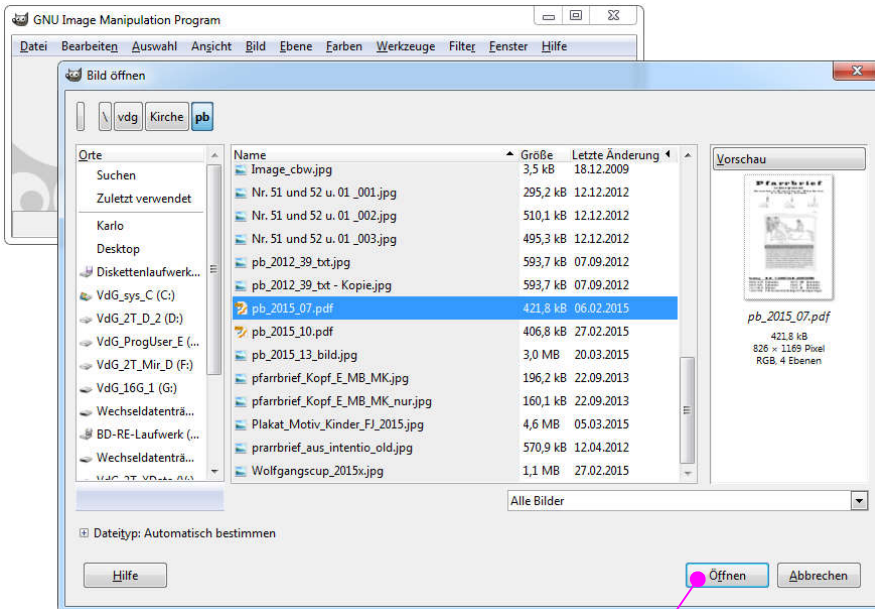 GNU Image Manipulation Program
Datei Bearbeiten Auswahl Ansicht Bild Ebene Farben Werkzeuge Filter Fenster Hilfe
Bild öffnen
\ vdg Kirche pb
Orte
Suchen
Zuletzt verwendet
Karlo
Desktop
Diskettenlaufwerk...
VdG_sys_C (C:)
VdG_2T_D_2 (D:)
VdG_ProgUser_E (...
VdG_2T_Mir_D (F:)
VdG_16G_1 (G:)
Wechseldatenträ...
BD-RE-Laufwerk (...
Wechseldatenträ...
Name Größe Letzte Änderung
Image_cbw.jpg 3,5 kB 18.12.2009
Nr. 51 und 52 u. 01 _001.jpg 295,2 kB 12.12.2012
Nr. 51 und 52 u. 01 _002.jpg 510,1 kB 12.12.2012
Nr. 51 und 52 u. 01 _003.jpg 495,3 kB 12.12.2012
pb_2012_39_txt.jpg 593,7 kB 07.09.2012
pb_2012_39_txt - Kopie.jpg 593,7 kB 07.09.2012
pb_2015_07.pdf 421,8 kB 06.02.2015
pb_2015_10.pdf 406,8 kB 27.02.2015
pb_2015_13_bild.jpg 3,0 MB 20.03.2015
pfarrbrief_Kopf_E_MB_MK.jpg 196,2 kB 22.09.2013
pfarrbrief_Kopf_E_MB_MK_nur.jpg 160,1 kB 22.09.2013
Plakat_Motiv_Kinder_FJ_2015.jpg 4,6 MB 05.03.2015
prarrbrief_aus_intentio_old.jpg 570,9 kB 12.04.2012
Wolfgangscup_2015x.jpg 1,1 MB 27.02.2015
Vorschau
Pfarrbrief
pb_2015_07.pdf
421,8 kB
826 × 1169 Pixel
RGB, 4 Ebenen
Alle Bilder
Dateityp: Automatisch bestimmen
Hilfe Öffnen Abbrechen